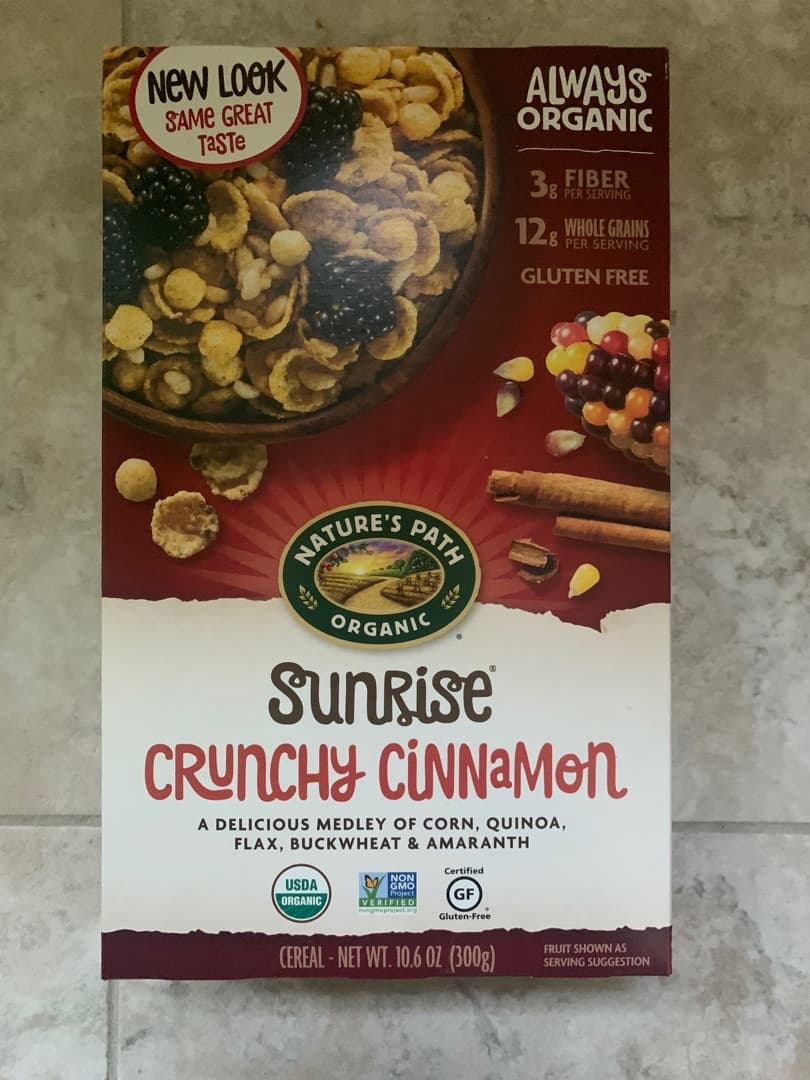 NEW LOOK
SAME GREAT
TaSTe
ALWAYS
ORGANIC
3g FIBER
PER SERVING
12g WHOLE GRAINS
PER SERVING
GLUTEN FREE
NATURE'S PATH
ORGANIC
SunRise®
CRunCHy CiNNaMon
A DELICIOUS MEDLEY OF CORN, QUINOA,
FLAX, BUCKWHEAT & AMARANTH
USDA
ORGANIC
NON
GMO
Project
VERIFIED
nongmoproject.org
Certified
GF
Gluten-Free
CEREAL - NET WT. 10.6 OZ (300g)
FRUIT SHOWN AS
SERVING SUGGESTION